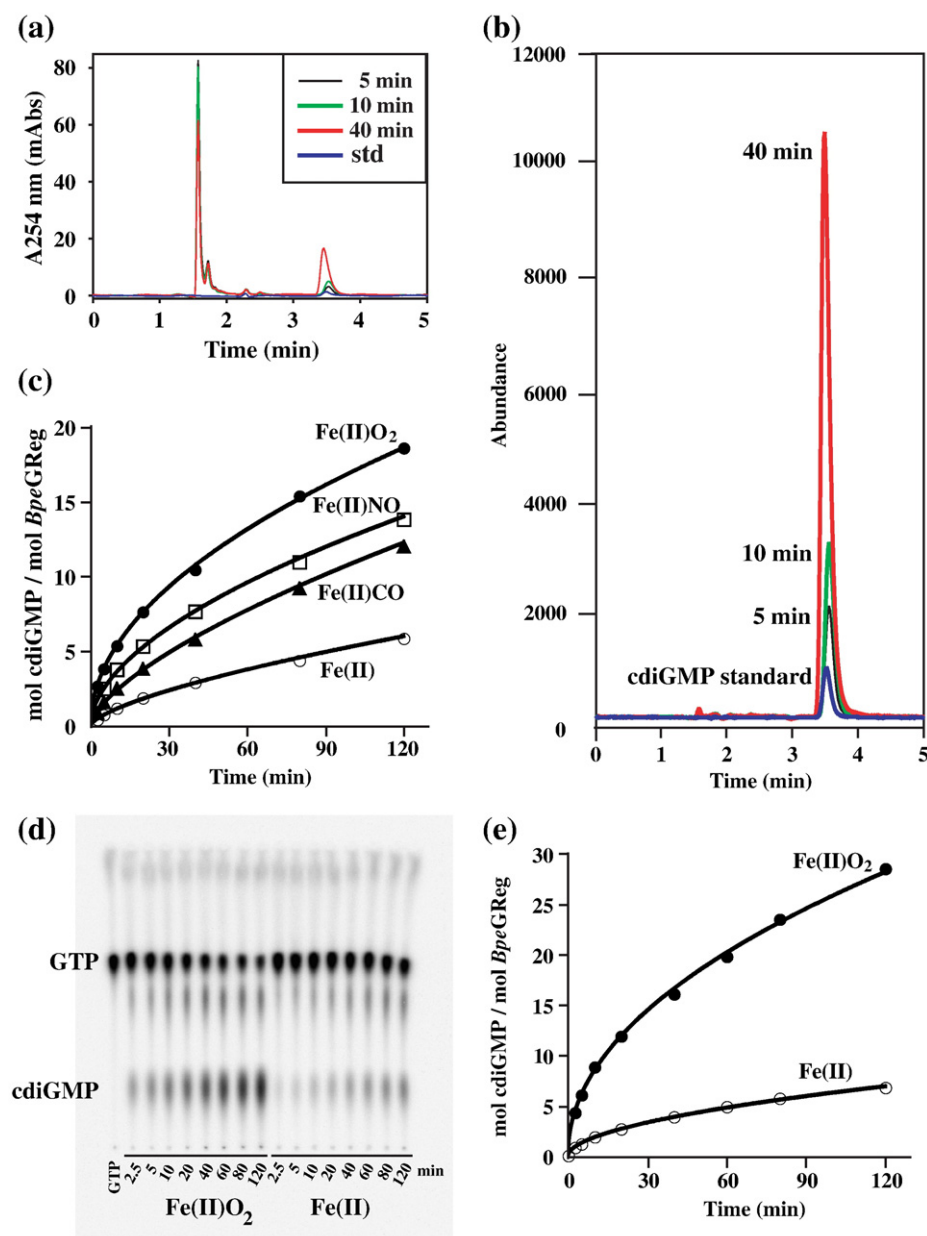 (a)
80
60
40
20
0
A254 nm (mAbs)
5 min
10 min
40 min
std
0 1 2 3 4 5
Time (min)
(b)
12000
10000
8000
6000
4000
2000
0
Abundance
40 min
10 min
5 min
cdiGMP standard
0 1 2 3 4 5
Time (min)
(c)
20
15
10
5
0
mol cdiGMP / mol BpeGReg
Fe(II)O2
Fe(II)NO
Fe(II)CO
Fe(II)
0 30 60 90 120
Time (min)
(d)
GTP
cdiGMP
GTP 2.5 5 10 20 40 60 80 120 2.5 5 10 20 40 60 80 120 min
Fe(II)O2 Fe(II)
(e)
30
25
20
15
10
5
0
mol cdiGMP / mol BpeGReg
Fe(II)O2
Fe(II)
0 30 60 90 120
Time (min)